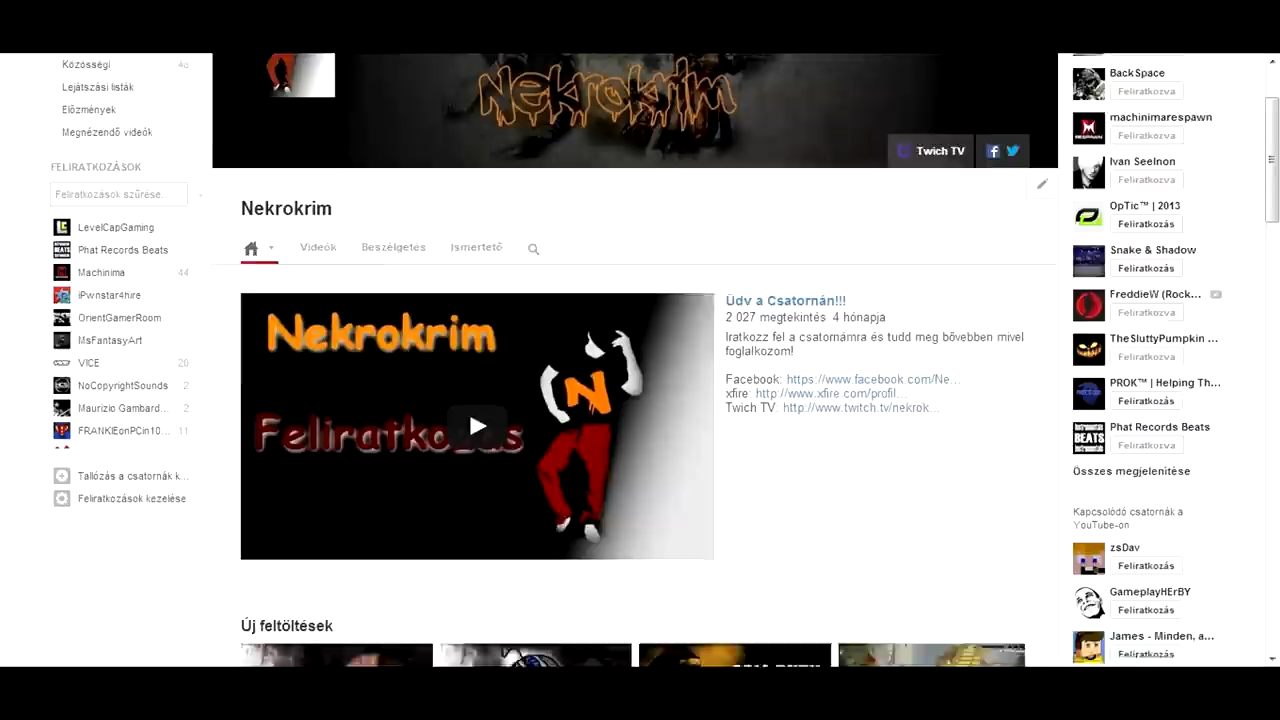 Közösségi
Lejátszási listák
Előzmények
Megnézendő videók
FELIRATKOZÁSOK
Feliratkozások szűrése.
LevelCapGaming
Phat Records Beats
Machinima 44
iPwnstar4hire
OrientGamerRoom
MsFantasyArt
VICE 20
NoCopyrightSounds 2
Maurizio Gambard... 2
FRANKIEonPCin10... 11
Tallózás a csatornák k...
Feliratkozások kezelése
Nekrokrim
Twich TV
Nekrokrim
Videók Beszélgetés Ismertető
Nekrokrim
Feliratkozás
Üdv a Csatornán!!!
2 027 megtekintés 4 hónapja
Iratkozz fel a csatornámra és tudd meg bővebben mivel
foglalkozom!
Facebook: https://www.facebook.com/Ne...
xfire: http://www.xfire.com/profil...
Twich TV: http://www.twitch.tv/nekrok...
Új feltöltések
BackSpace
Feliratkozva
machinimarespawn
Feliratkozva
Ivan Seelnon
Feliratkozva
OpTic™ | 2013
Feliratkozás
Snake & Shadow
Feliratkozás
FreddieW (Rock...
Feliratkozva
TheSluttyPumpkin ...
Feliratkozva
PROK™ | Helping Th...
Feliratkozás
Phat Records Beats
Feliratkozva
Összes megjelenítése
Kapcsolódó csatornák a
YouTube-on
zsDav
Feliratkozás
GameplayHErBY
Feliratkozás
James - Minden, a...
Feliratkozás